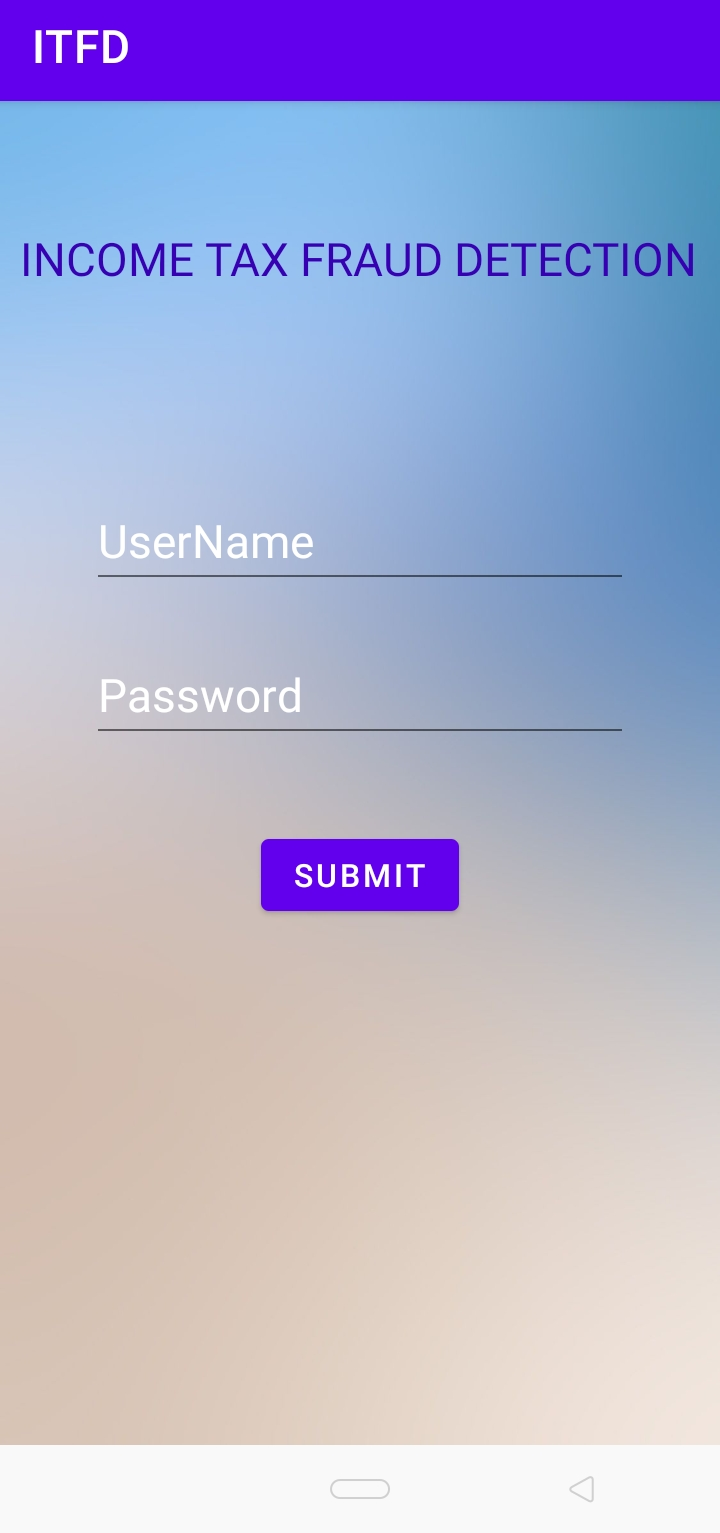 ITFD
INCOME TAX FRAUD DETECTION
UserName
Password
SUBMIT